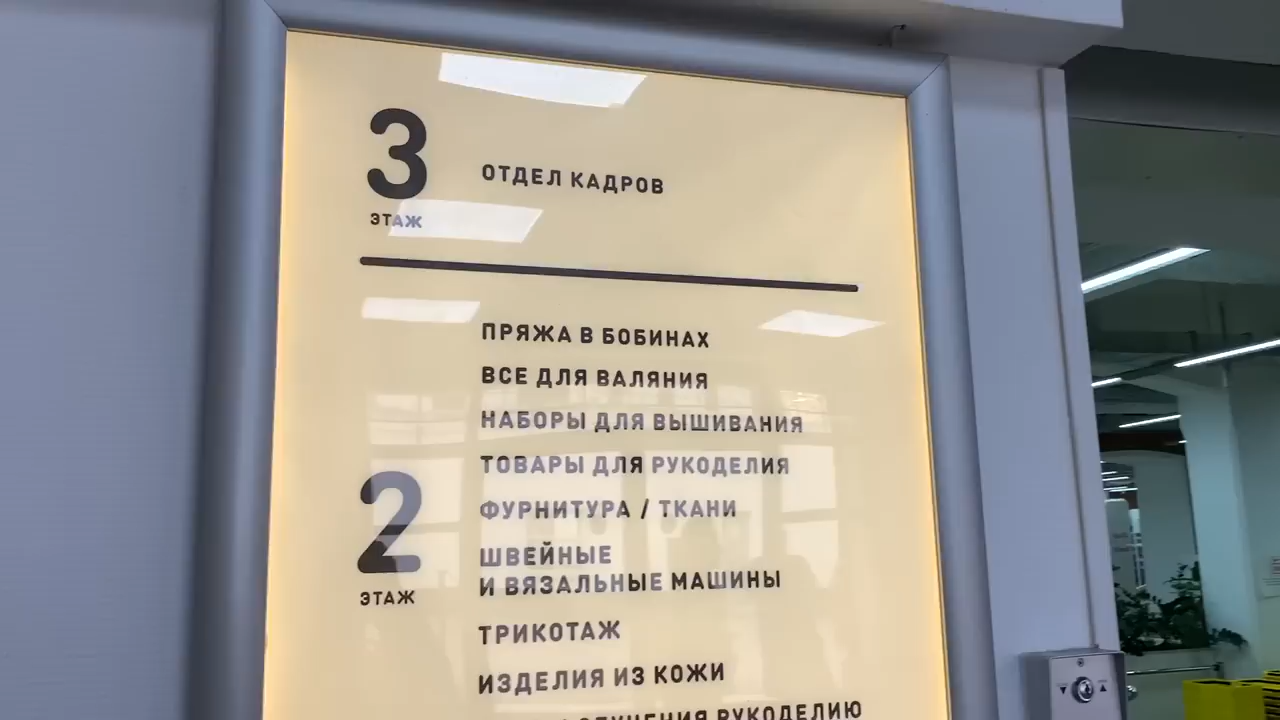 3
ЭТАЖ
ОТДЕЛ КАДРОВ
ПРЯЖА В БОБИНАХ
ВСЕ ДЛЯ ВАЛЯНИЯ
НАБОРЫ ДЛЯ ВЫШИВАНИЯ
ТОВАРЫ ДЛЯ РУКОДЕЛИЯ
2
ЭТАЖ
ФУРНИТУРА / ТКАНИ
ШВЕЙНЫЕ
И ВЯЗАЛЬНЫЕ МАШИНЫ
ТРИКОТАЖ
ИЗДЕЛИЯ ИЗ КОЖИ
РУКОДЕЛИЮ